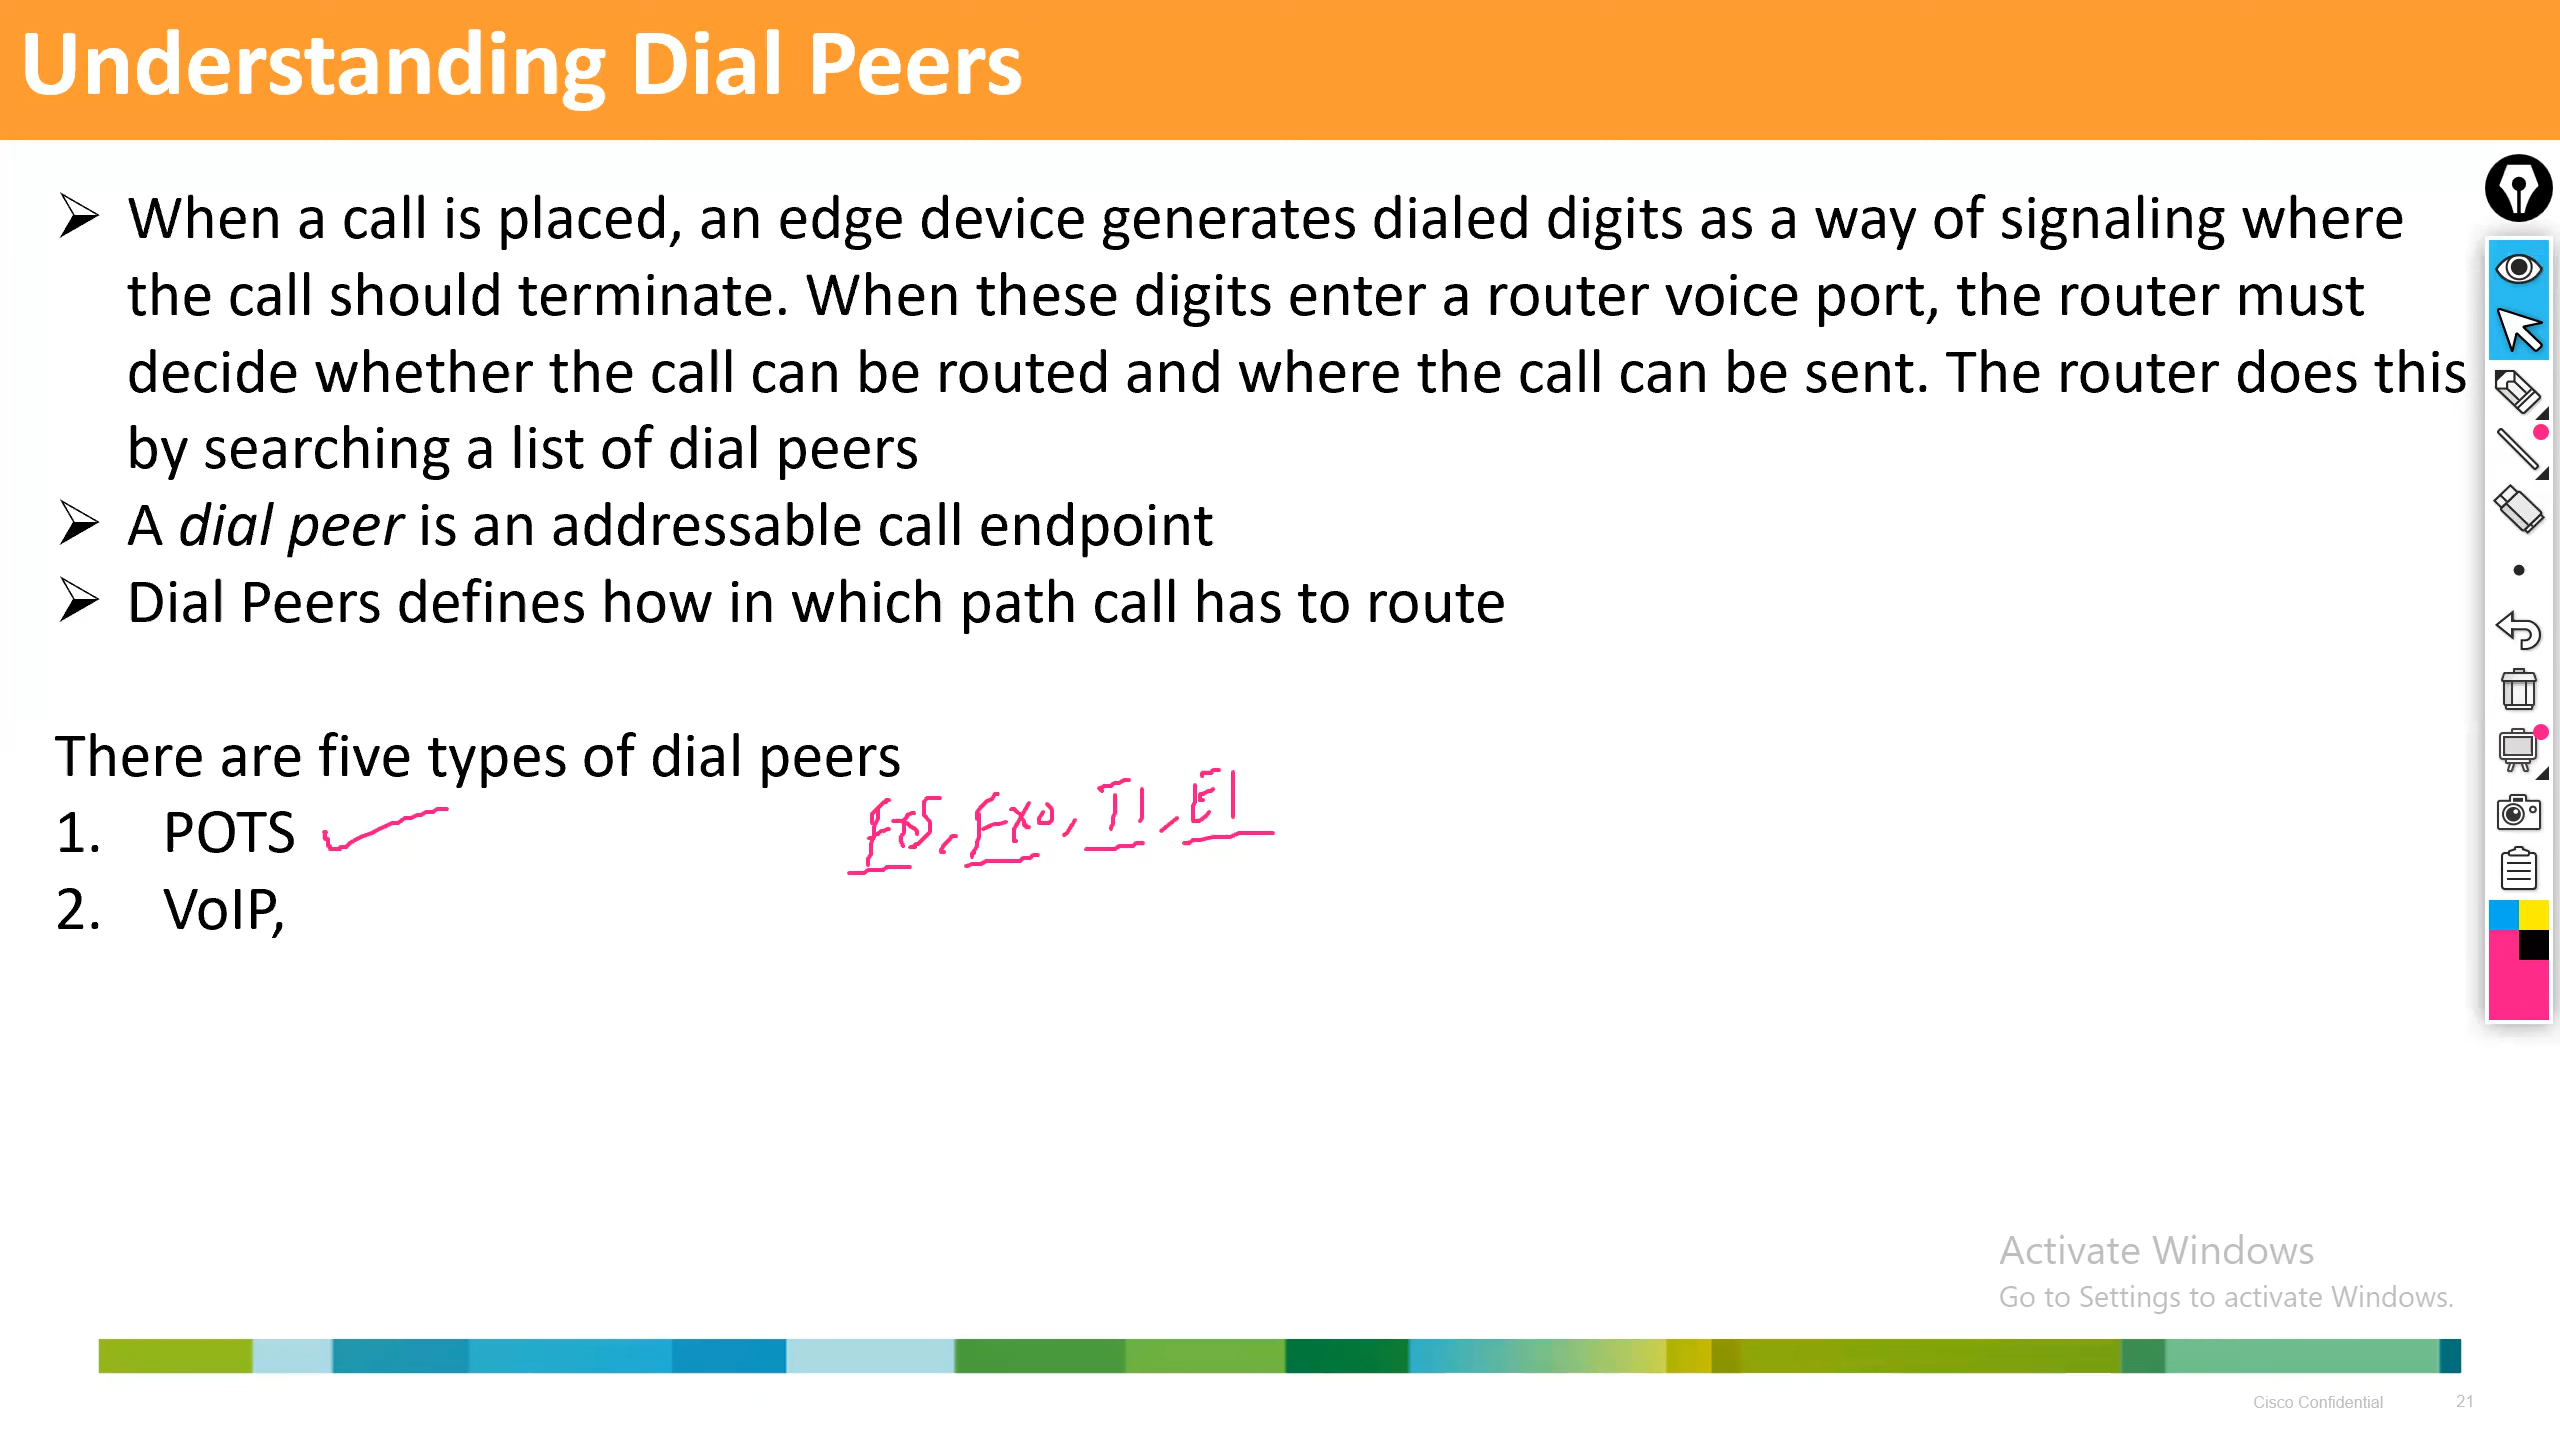 Understanding Dial Peers
➢ When a call is placed, an edge device generates dialed digits as a way of signaling where
the call should terminate. When these digits enter a router voice port, the router must
decide whether the call can be routed and where the call can be sent. The router does this
by searching a list of dial peers
➢ A dial peer is an addressable call endpoint
➢ Dial Peers defines how in which path call has to route
There are five types of dial peers
1. POTS
FXS, FXO, T1, E1
2. VoIP,
Activate Windows
Go to Settings to activate Windows.
Cisco Confidential 21